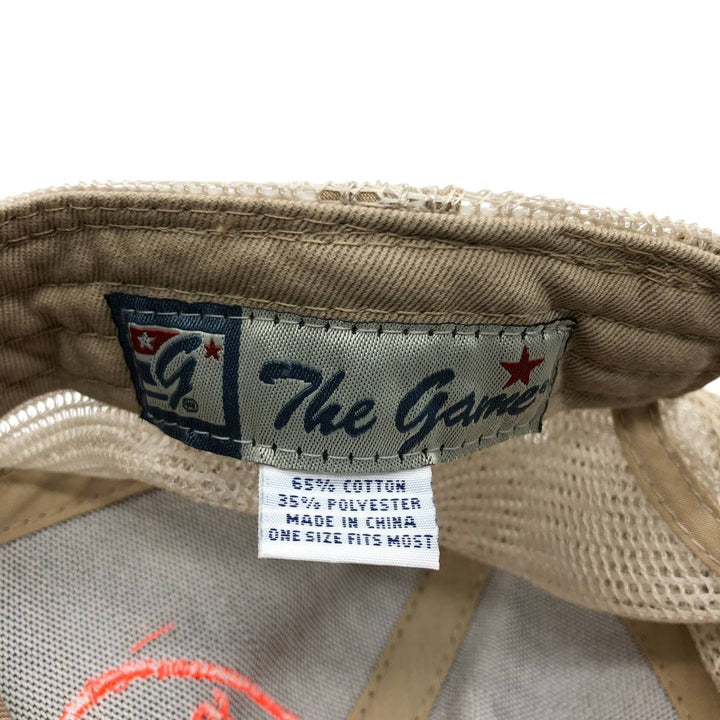 G
The Game
65% COTTON
35% POLYESTER
MADE IN CHINA
ONE SIZE FITS MOST